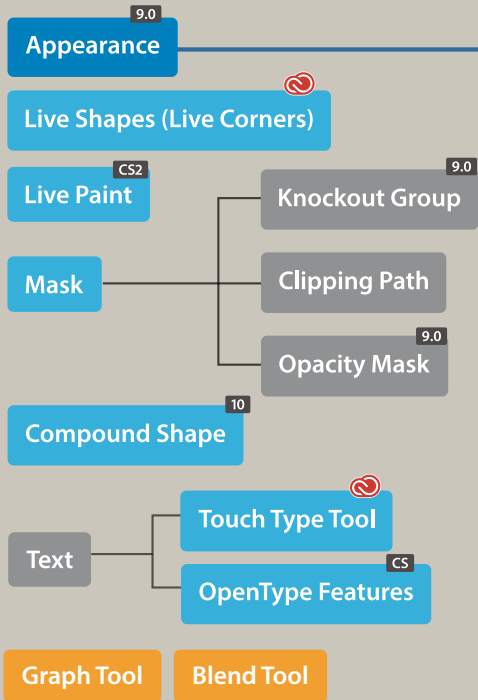 9.0
Appearance
Live Shapes (Live Corners)
CS2
Live Paint
9.0
Knockout Group
Mask
Clipping Path
9.0
Opacity Mask
10
Compound Shape
Touch Type Tool
Text
CS
OpenType Features
Graph Tool
Blend Tool